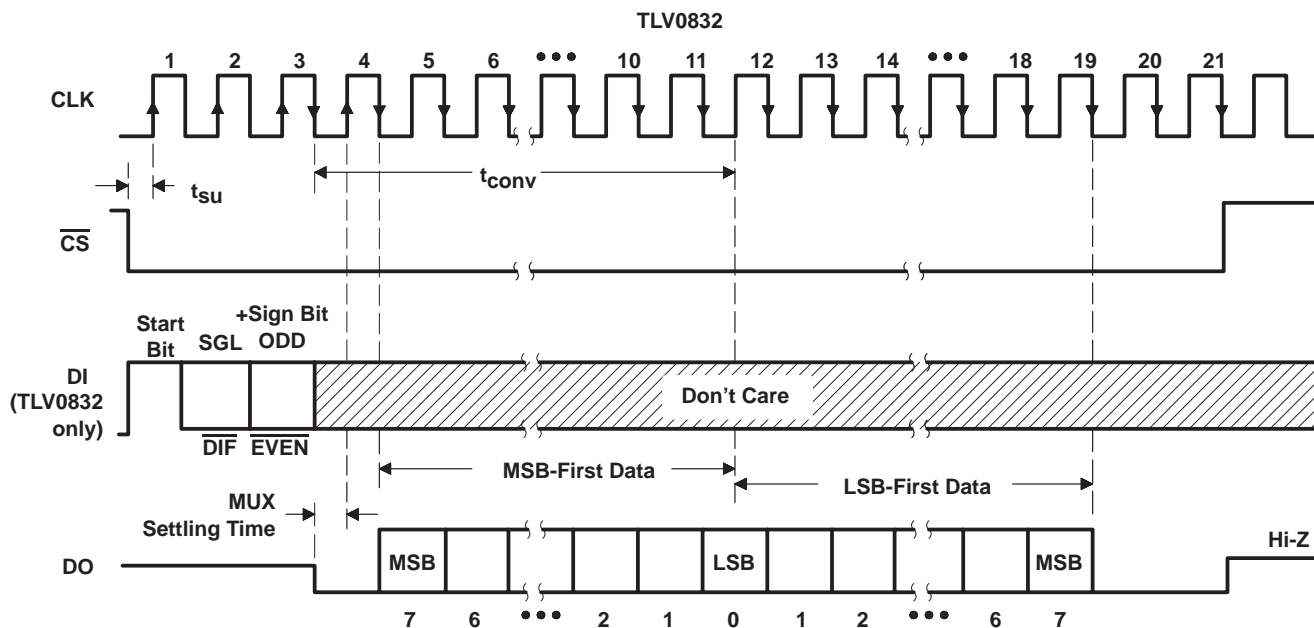 TLV0832
1 2 3 4 5 6 ●●●● 10 11 12 13 14 ●●●● 18 19 20 21
CLK
tsu
tconv
CS
Start
Bit
SGL
+Sign Bit
ODD
DI
(TLV0832
only)
Don't Care
DIF EVEN
MSB-First Data
LSB-First Data
MUX
Settling Time
Hi-Z
DO
MSB LSB MSB
7 6 ●●●● 2 1 0 1 2 ●●●● 6 7